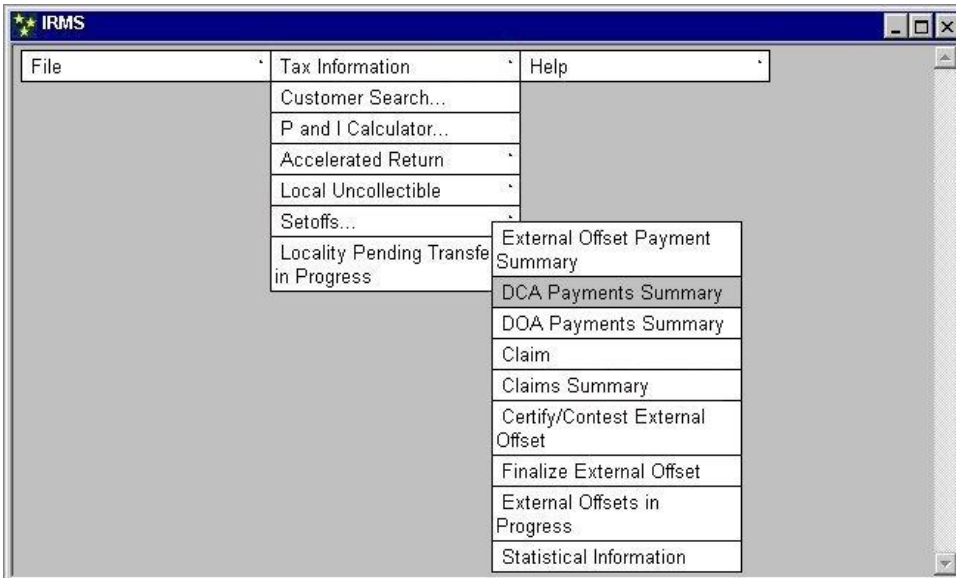 IRMS
File
Tax Information
Help
Customer Search...
P and I Calculator...
Accelerated Return
Local Uncollectible
Setoffs...
Locality Pending Transfe
in Progress
External Offset Payment
Summary
DCA Payments Summary
DOA Payments Summary
Claim
Claims Summary
Certify/Contest External
Offset
Finalize External Offset
External Offsets in
Progress
Statistical Information